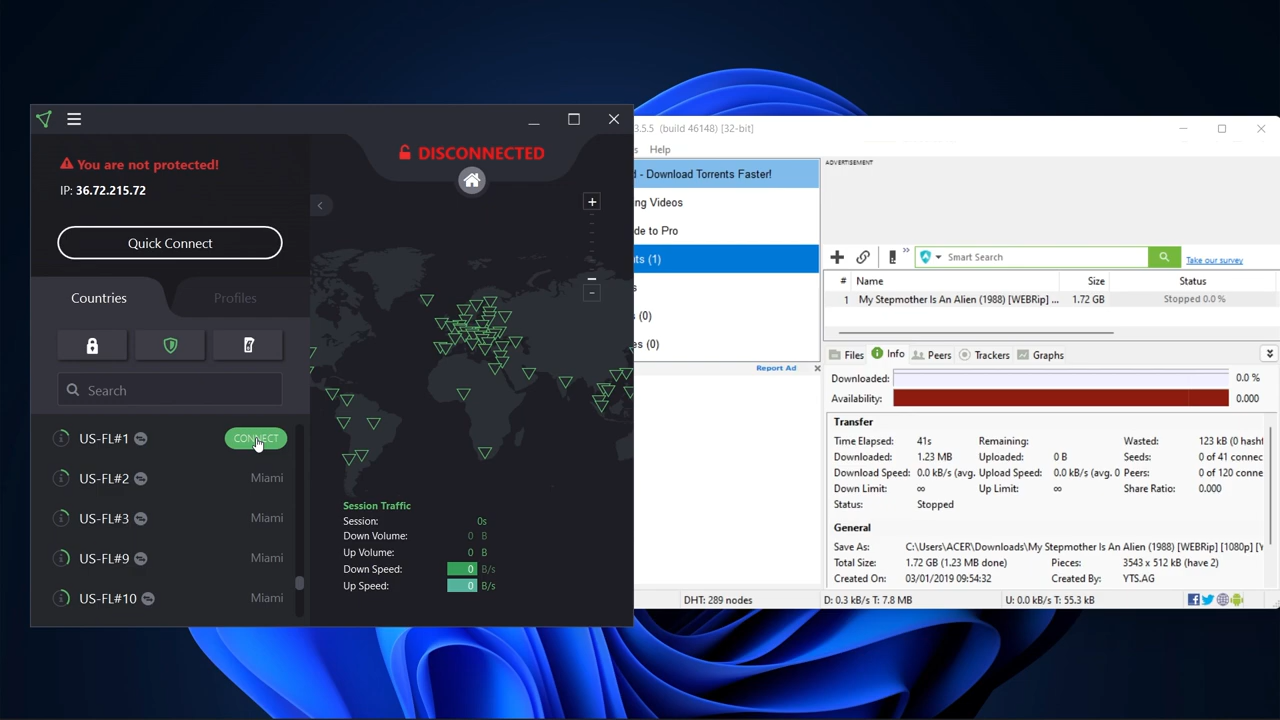 You are not protected!
IP: 36.72.215.72
Quick Connect
Countries
Profiles
Search
US-FL#1
CONNECT
US-FL#2
Miami
US-FL#3
Miami
US-FL#9
Miami
US-FL#10
Miami
DISCONNECTED
Session Traffic
Session: 0s
Down Volume: 0 B
Up Volume: 0 B
Down Speed: 0 B/s
Up Speed: 0 B/s
3.5.5 (build 46148) [32-bit]
s Help
d - Download Torrents Faster!
ng Videos
de to Pro
ts (1)
s
s (0)
es (0)
Report Ad
ADVERTISEMENT
Smart Search
Take our survey
# Name Size Status
1 My Stepmother Is An Alien (1988) [WEBRip] ... 1.72 GB Stopped 0.0 %
Files Info Peers Trackers Graphs
Downloaded: 0.0 %
Availability: 0.000
Transfer
Time Elapsed: 41s Remaining: Wasted: 123 kB (0 hashf
Downloaded: 1.23 MB Uploaded: 0 B Seeds: 0 of 41 connec
Download Speed: 0.0 kB/s (avg. Upload Speed: 0.0 kB/s (avg. 0 Peers: 0 of 120 conne
Down Limit: ∞ Up Limit: ∞ Share Ratio: 0.000
Status: Stopped
General
Save As: C:\Users\ACER\Downloads\My Stepmother Is An Alien (1988) [WEBRip] [1080p] [Y
Total Size: 1.72 GB (1.23 MB done) Pieces: 3543 x 512 kB (have 2)
Created On: 03/01/2019 09:54:32 Created By: YTS.AG
DHT: 289 nodes D: 0.3 kB/s T: 7.8 MB U: 0.0 kB/s T: 55.3 kB